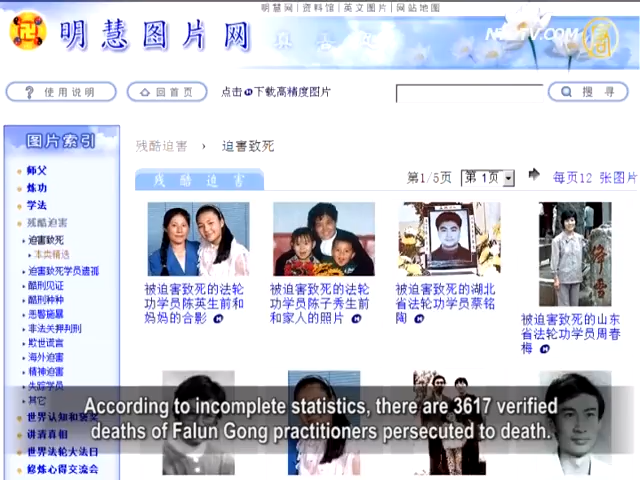 明慧网|资料馆|英文图片|网站地图
明慧图片网
NTDTV.COM
使用说明
回首页
点击 下载高精度图片
搜寻
图片索引
残酷迫害 › 迫害致死
残酷迫害
第1/5页 第 1页 每页12 张图片
师父
炼功
学法
残酷迫害
迫害致死
本类精选
迫害致死学员遗孤
酷刑见证
酷刑种种
恶警施暴
非法关押判刑
欺世谎言
海外迫害
精神迫害
失踪学员
其它
世界认知和褒奖
讲清真相
世界法轮大法日
修炼心得交流会
被迫害致死的法轮
功学员陈英生前和
妈妈的合影
被迫害致死的法轮
功学员陈子秀生前
和家人的照片
被迫害致死的湖北
省法轮功学员蔡铭
陶
被迫害致死的山东
省法轮功学员周春
梅
According to incomplete statistics, there are 3617 verified
deaths of Falun Gong practitioners persecuted to death.